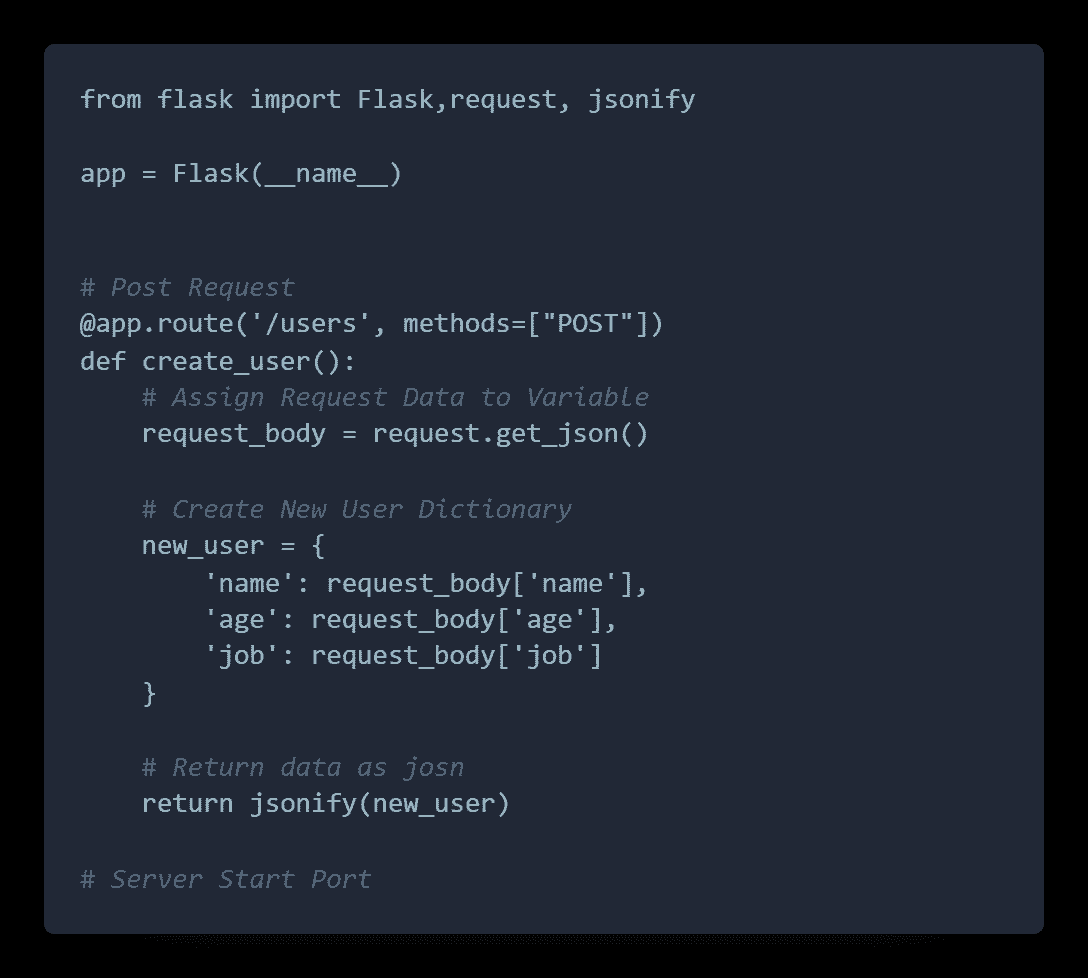 from flask import Flask,request, jsonify
app = Flask(__name__)
# Post Request
@app.route('/users', methods=["POST"])
def create_user():
    # Assign Request Data to Variable
    request_body = request.get_json()
    # Create New User Dictionary
    new_user = {
        'name': request_body['name'],
        'age': request_body['age'],
        'job': request_body['job']
    }
    # Return data as josn
    return jsonify(new_user)
# Server Start Port